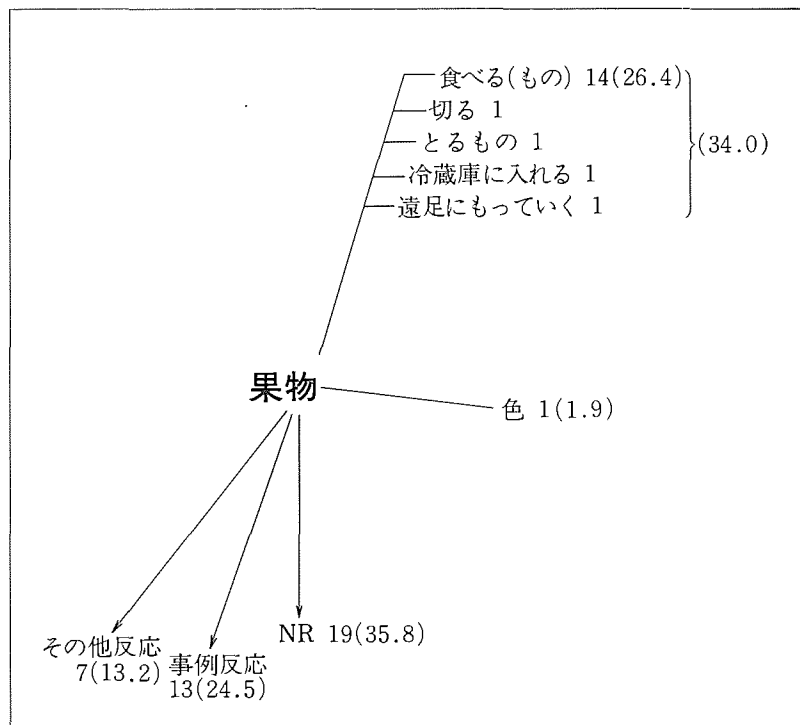 食べる(もの) 14(26.4)
切る 1
とるもの 1
冷蔵庫に入れる 1
遠足にもっていく 1
(34.0)
果物
色 1(1.9)
NR 19(35.8)
その他反応
7(13.2)
事例反応
13(24.5)